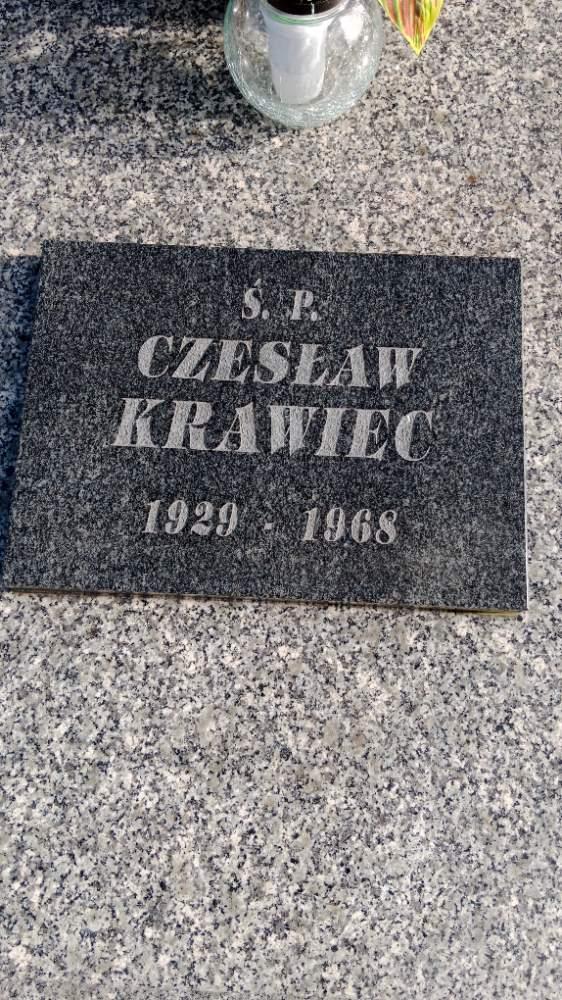 Ś. P.
CZESŁAW
KRAWIEC
1929 - 1968